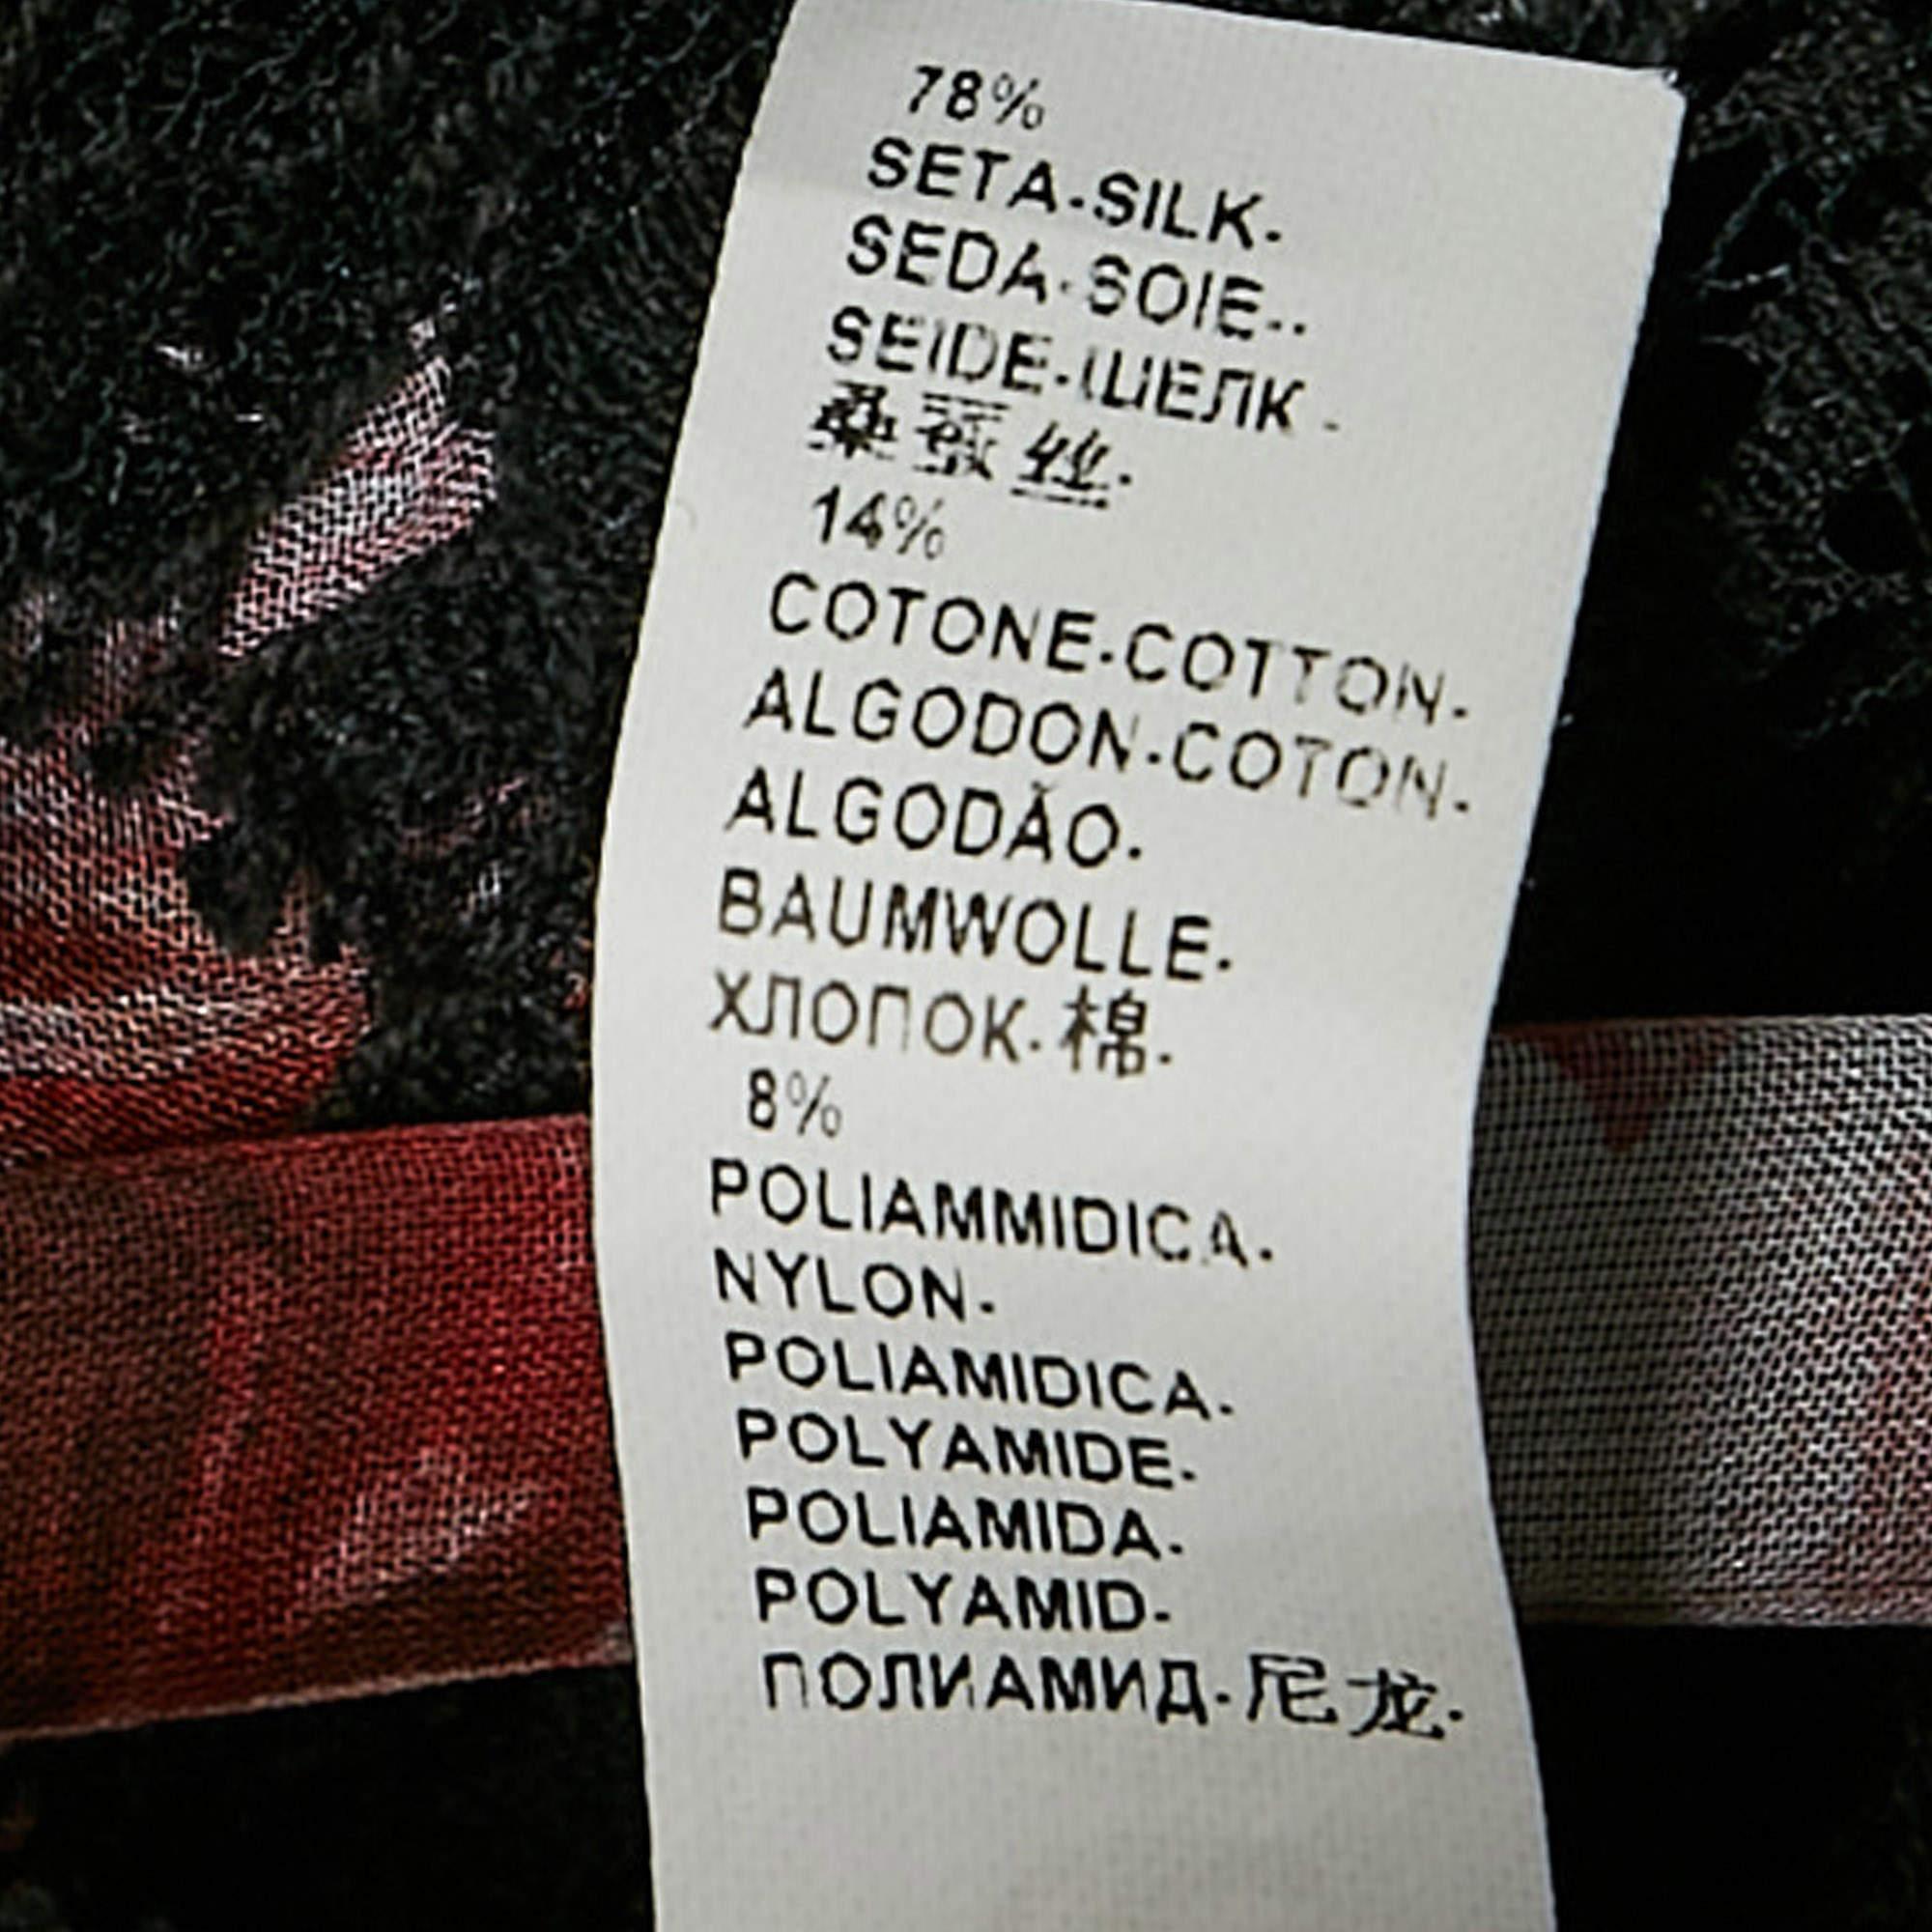 78%
SETA-SILK-
SEDA-SOIE--
SEIDE-ШЕЛК -
桑蚕丝.
14%
COTONE-COTTON-
ALGODON-COTON-
ALGODÃO-
BAUMWOLLE-
ХЛОПОК-棉-
8%
POLIAMMIDICA-
NYLON-
POLIAMIDICA-
POLYAMIDE-
POLIAMIDA-
POLYAMID-
ПОЛИАМИД-尼龙-